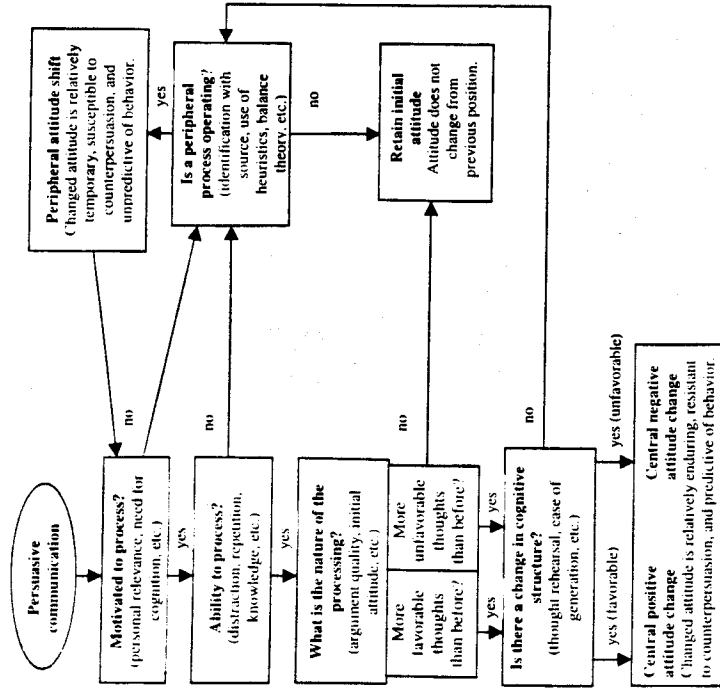 Persuasive
communication
Motivated to process?
(personal relevance, need for
cognition, etc.)
yes
no
Ability to process?
(distraction, repetition,
knowledge, etc.)
yes
no
What is the nature of the
processing?
(argument quality, initial
attitude, etc.)
More
favorable
thoughts
than before?
More
unfavorable
thoughts
than before?
yes
yes
no
Is there a change in cognitive
structure?
(thought rehearsal, ease of
generation, etc.)
no
yes (favorable)
yes (unfavorable)
Central positive
attitude change
Central negative
attitude change
Changed attitude is relatively enduring, resistant
to counterpersuasion, and predictive of behavior.
Peripheral attitude shift
Changed attitude is relatively
temporary, susceptible to
counterpersuasion, and
unpredictive of behavior.
yes
Is a peripheral
process operating?
(identification with
source, use of
heuristics, balance
theory, etc.)
no
Retain initial
attitude
Attitude does not
change from
previous position.